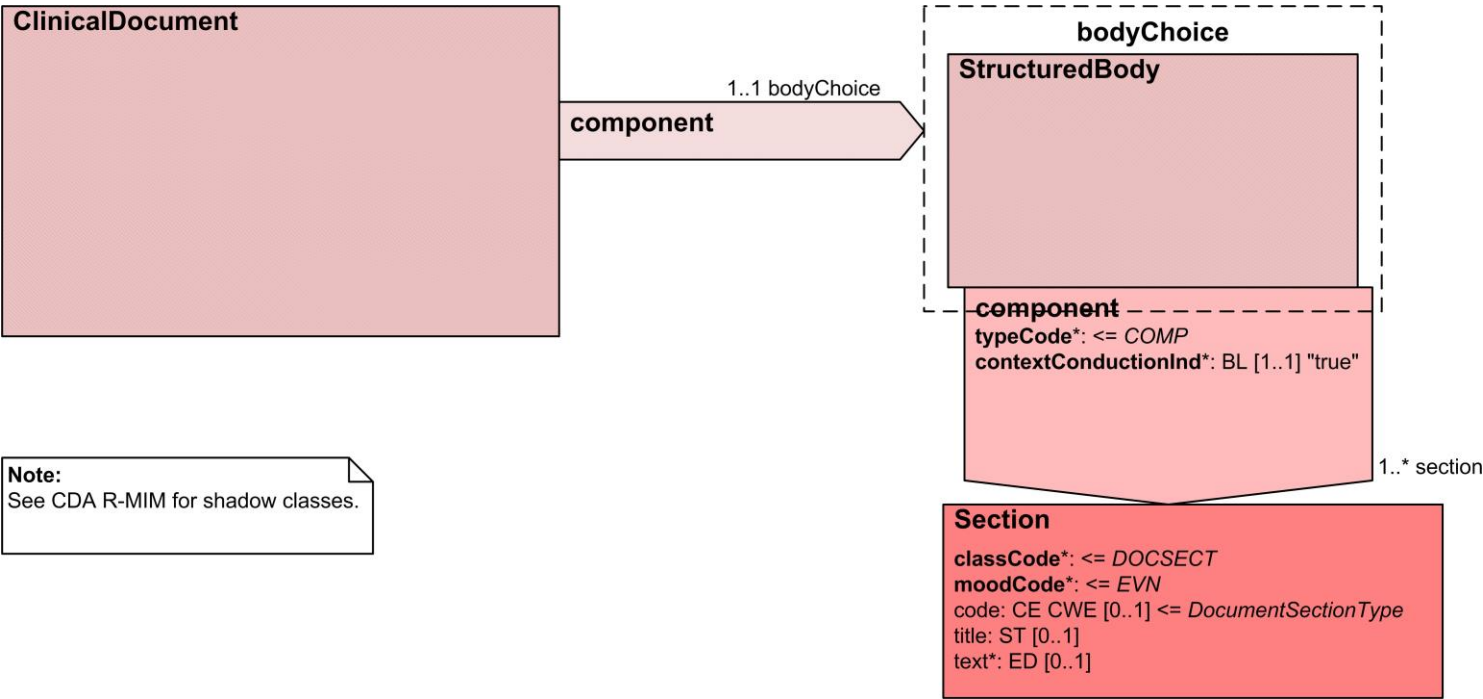 ClinicalDocument
bodyChoice
StructuredBody
1..1 bodyChoice
component
component
typeCode*: <= COMP
contextConductionInd*: BL [1..1] "true"
1..* section
Note:
See CDA R-MIM for shadow classes.
Section
classCode*: <= DOCSECT
moodCode*: <= EVN
code: CE CWE [0..1] <= DocumentSectionType
title: ST [0..1]
text*: ED [0..1]